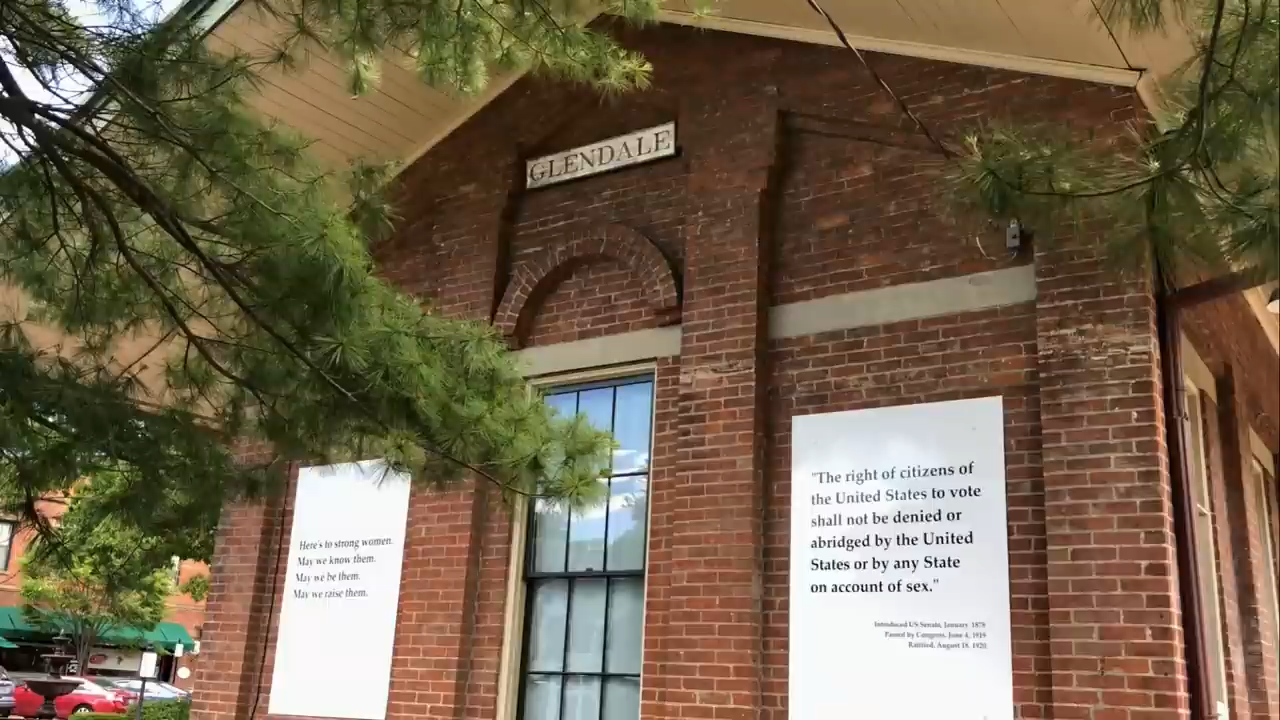 GLENDALE
Here's to strong women.
May we know them.
May we be them.
May we raise them.
"The right of citizens of
the United States to vote
shall not be denied or
abridged by the United
States or by any State
on account of sex."
Introduced US Senate, January 1878
Passed by Congress, June 4, 1919
Ratified, August 18, 1920